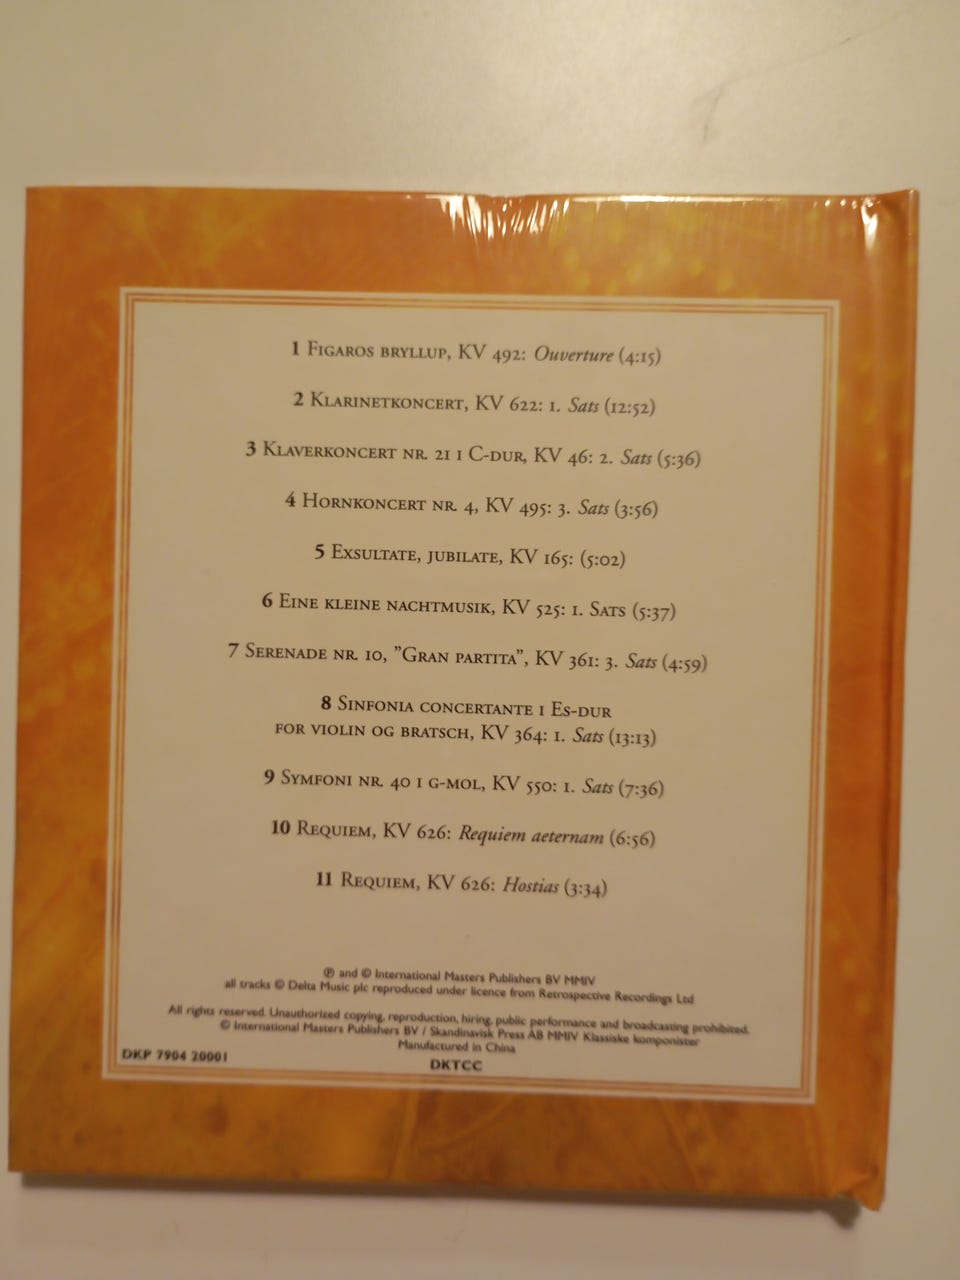 1 Figaros bryllup, KV 492: Ouverture (4:15)
2 Klarinetkoncert, KV 622: 1. Sats (12:52)
3 Klaverkoncert nr. 21 i C-dur, KV 46: 2. Sats (5:36)
4 Hornkoncert nr. 4, KV 495: 3. Sats (3:56)
5 Exsultate, jubilate, KV 165: (5:02)
6 Eine kleine nachtmusik, KV 525: 1. Sats (5:37)
7 Serenade nr. 10, ”Gran partita”, KV 361: 3. Sats (4:59)
8 Sinfonia concertante i Es-dur
for violin og bratsch, KV 364: 1. Sats (13:13)
9 Symfoni nr. 40 i g-mol, KV 550: 1. Sats (7:36)
10 Requiem, KV 626: Requiem aeternam (6:56)
11 Requiem, KV 626: Hostias (3:34)
℗ and © International Masters Publishers BV MMIV
all tracks © Delta Music plc reproduced under licence from Retrospective Recordings Ltd
All rights reserved. Unauthorized copying, reproduction, hiring, public performance and broadcasting prohibited.
© International Masters Publishers BV / Skandinavisk Press AB MMIV Klassiske komponister
Manufactured in China
DKP 7904 20001
DKTCC